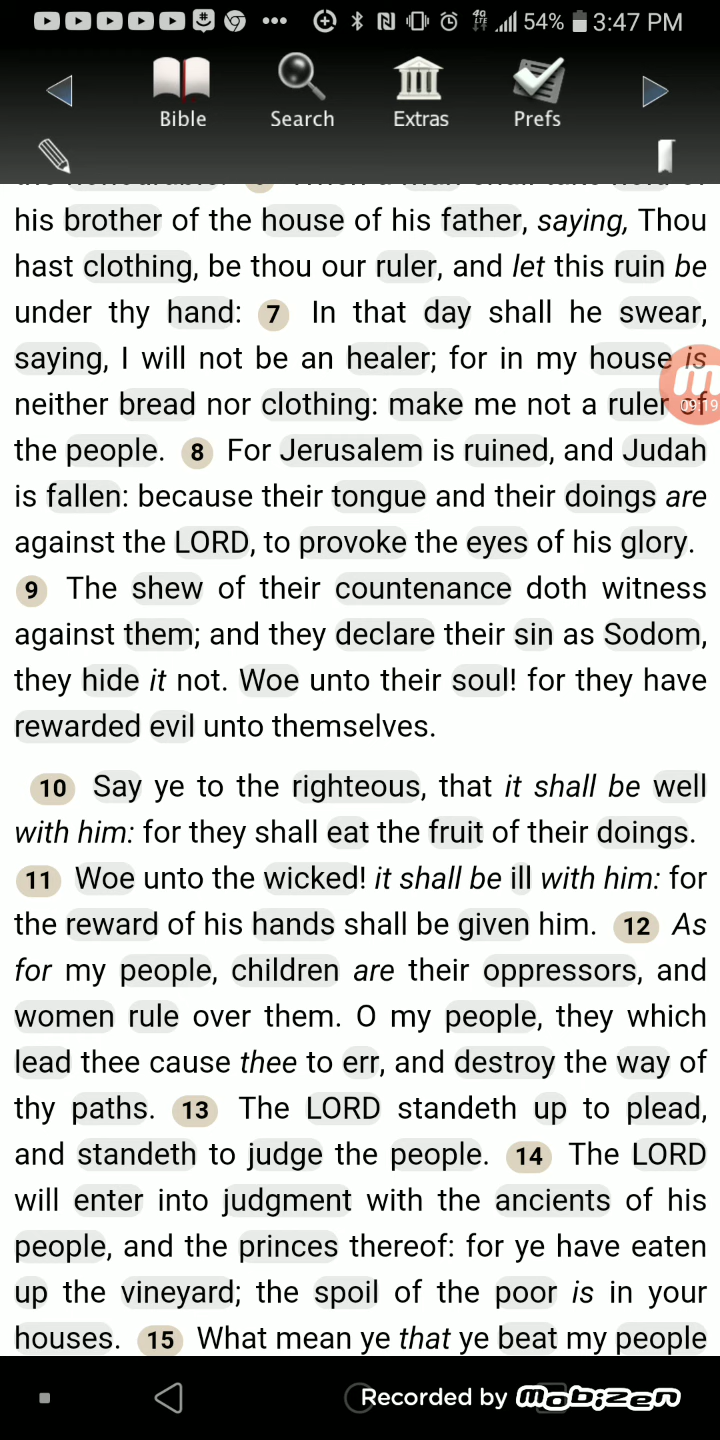 54% 3:47 PM
Bible Search Extras Prefs
his brother of the house of his father, saying, Thou
hast clothing, be thou our ruler, and let this ruin be
under thy hand: 7 In that day shall he swear,
saying, I will not be an healer; for in my house is
neither bread nor clothing: make me not a ruler of
09:19
the people. 8 For Jerusalem is ruined, and Judah
is fallen: because their tongue and their doings are
against the LORD, to provoke the eyes of his glory.
9 The shew of their countenance doth witness
against them; and they declare their sin as Sodom,
they hide it not. Woe unto their soul! for they have
rewarded evil unto themselves.
10 Say ye to the righteous, that it shall be well
with him: for they shall eat the fruit of their doings.
11 Woe unto the wicked! it shall be ill with him: for
the reward of his hands shall be given him. 12 As
for my people, children are their oppressors, and
women rule over them. O my people, they which
lead thee cause thee to err, and destroy the way of
thy paths. 13 The LORD standeth up to plead,
and standeth to judge the people. 14 The LORD
will enter into judgment with the ancients of his
people, and the princes thereof: for ye have eaten
up the vineyard; the spoil of the poor is in your
houses. 15 What mean ye that ye beat my people
Recorded by mobizen